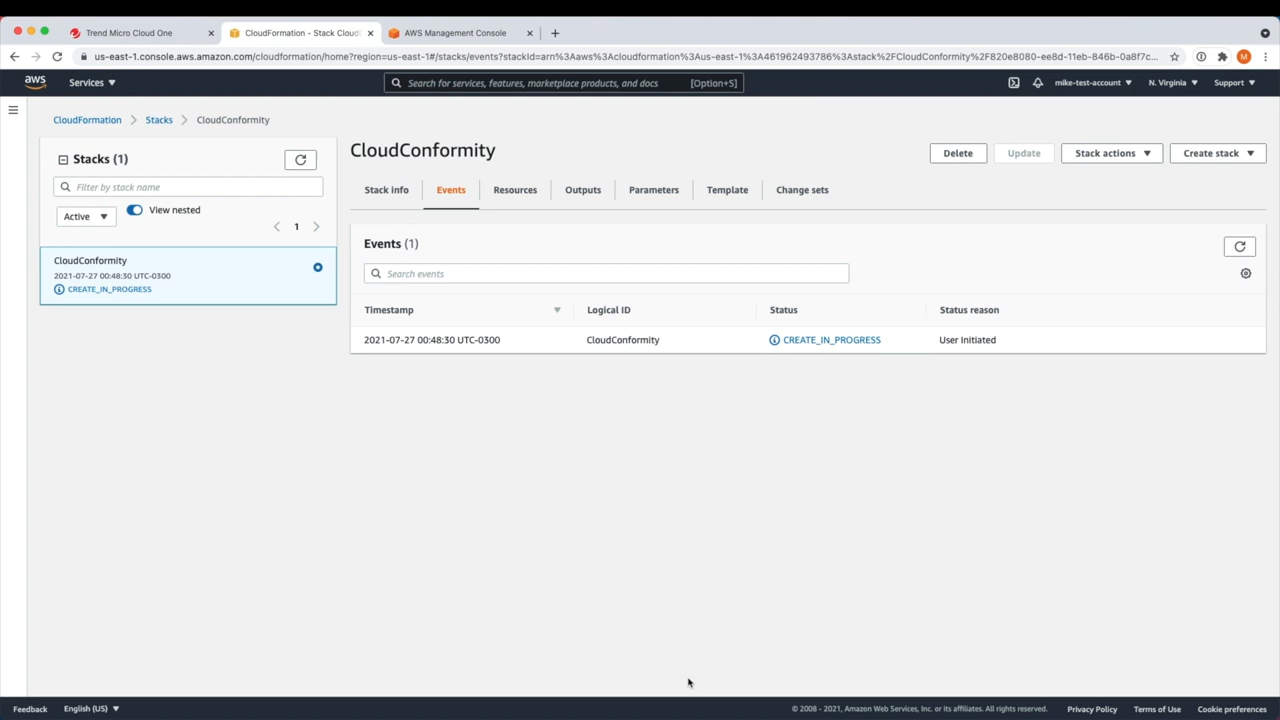 Trend Micro Cloud One
CloudFormation - Stack Cloud
AWS Management Console
us-east-1.console.aws.amazon.com/cloudformation/home?region=us-east-1#/stacks/events?stackId=arn%3Aaws%3Acloudformation%3Aus-east-1%3A461962493786%3Astack%2FCloudConformity%2F820e8080-ee8d-11eb-846b-0a8f7c...
M
aws
Services
Search for services, features, marketplace products, and docs [Option+S]
mike-test-account
N. Virginia
Support
CloudFormation
Stacks
CloudConformity
Stacks (1)
Filter by stack name
Active
View nested
1
CloudConformity
2021-07-27 00:48:30 UTC-0300
CREATE_IN_PROGRESS
CloudConformity
Delete
Update
Stack actions
Create stack
Stack info
Events
Resources
Outputs
Parameters
Template
Change sets
Events (1)
Search events
Timestamp Logical ID Status Status reason
2021-07-27 00:48:30 UTC-0300 CloudConformity CREATE_IN_PROGRESS User Initiated
Feedback English (US) © 2008 - 2021, Amazon Web Services, Inc. or its affiliates. All rights reserved. Privacy Policy Terms of Use Cookie preferences